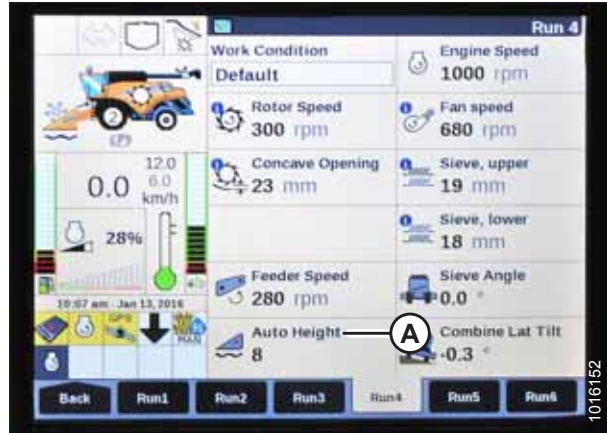 Run 4
Work Condition
Default
Engine Speed
1000 rpm
Rotor Speed
300 rpm
Fan speed
680 rpm
Concave Opening
23 mm
Sieve, upper
19 mm
Sieve, lower
18 mm
Feeder Speed
280 rpm
Sieve Angle
0.0 °
Auto Height
8
A
Combine Lat Tilt
-0.3 °
2
(P)
0.0
12.0
6.0
km/h
28%
10:07 am Jan 13, 2016
GPS
Back
Run1
Run2
Run3
Run4
Run5
Run6
1016152